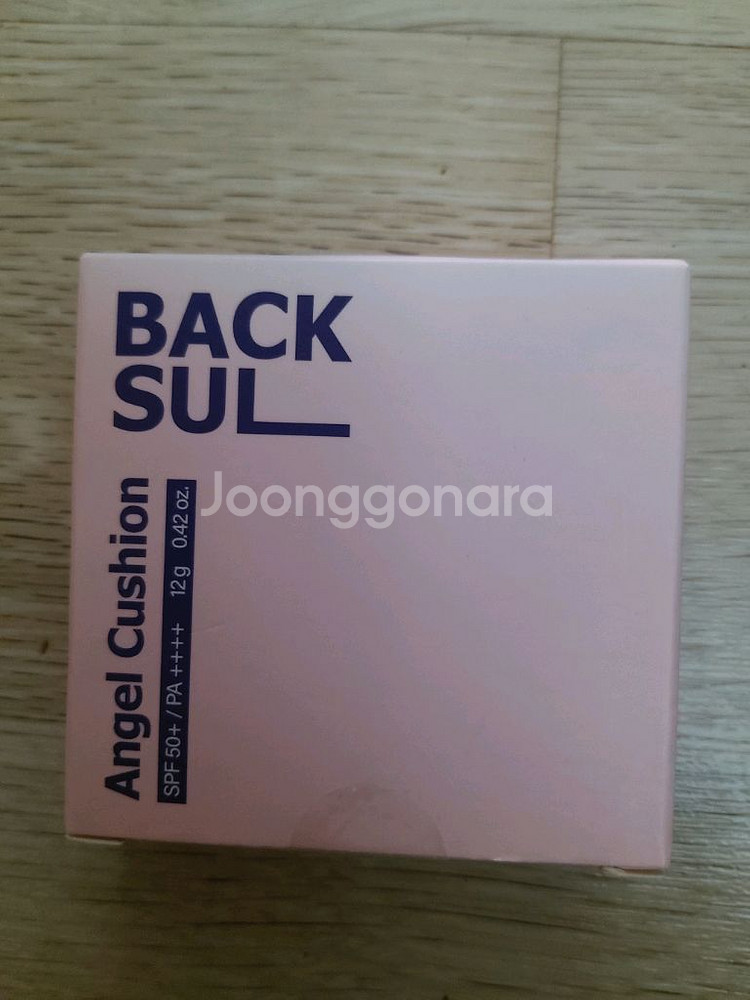 BACK
SUL
Angel Cushion
SPF 50+ / PA ++++ 12g 0.42 oz.
Joonggonara